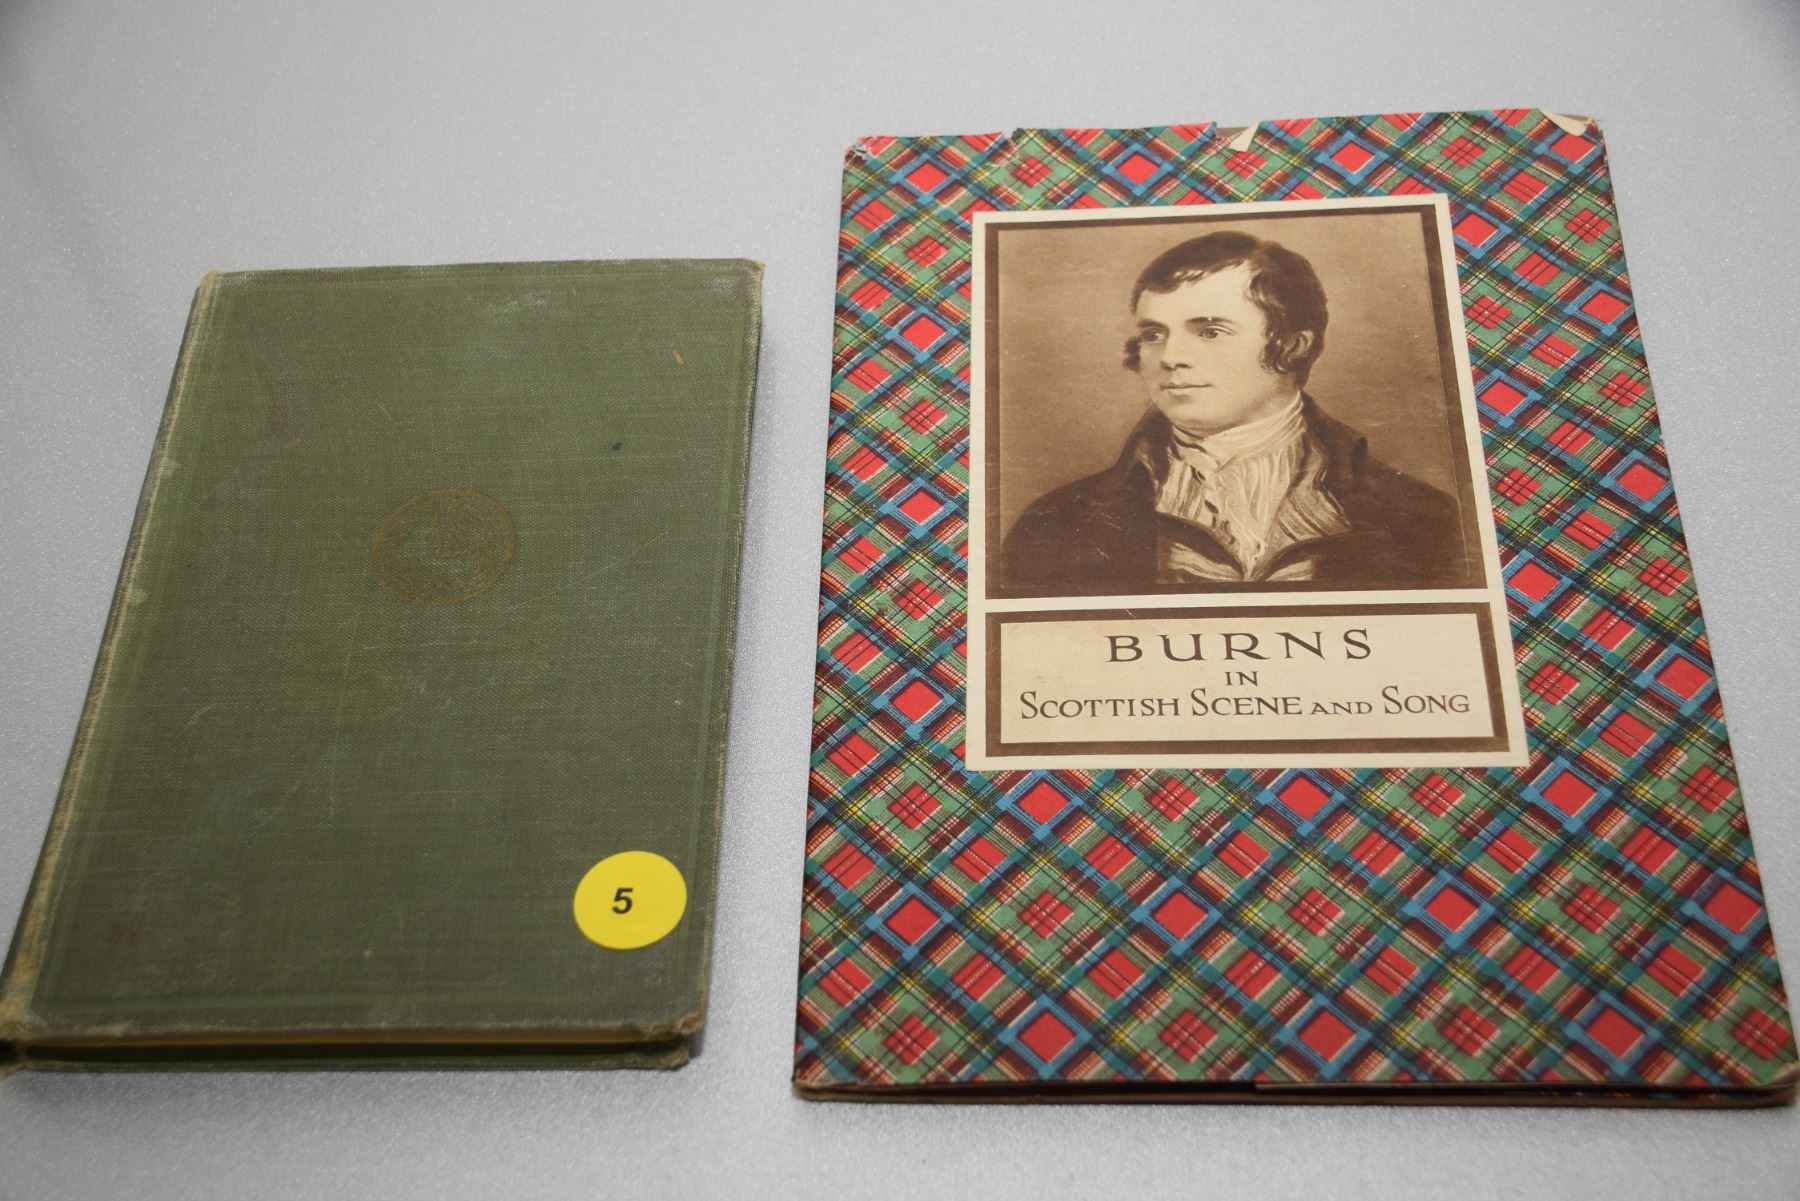 5
BURNS
IN
SCOTTISH SCENE AND SONG